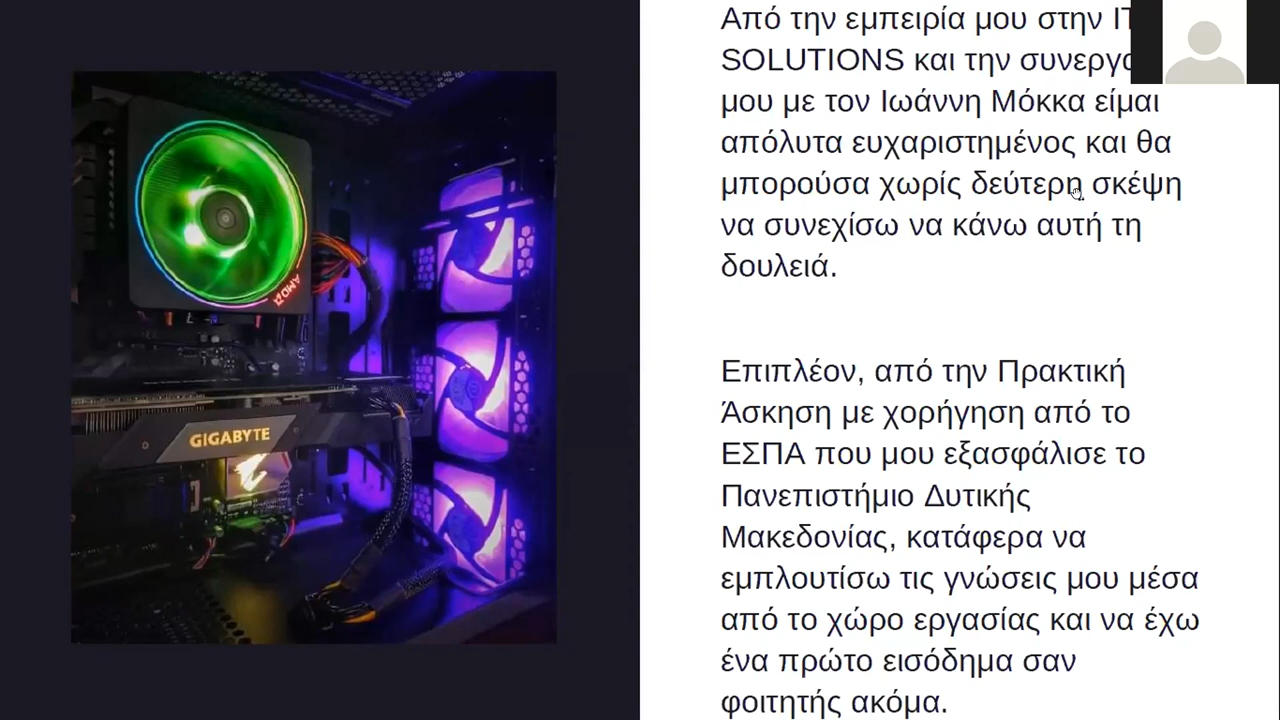 Από την εμπειρία μου στην IT
SOLUTIONS και την
μου με τον Ιωάννη Μόκκα είμαι
απόλυτα ευχαριστημένος και θα
μπορούσα χωρίς δεύτερη σκέψη
να συνεχίσω να κάνω αυτή τη
δουλειά.
Επιπλέον, από την Πρακτική
Άσκηση με χορήγηση από το
ΕΣΠΑ που μου εξασφάλισε το
Πανεπιστήμιο Δυτικής
Μακεδονίας, κατάφερα να
εμπλουτίσω τις γνώσεις μου μέσα
από το χώρο εργασίας και να έχω
ένα πρώτο εισόδημα σαν
φοιτητής ακόμα.
AMD
GIGABYTE